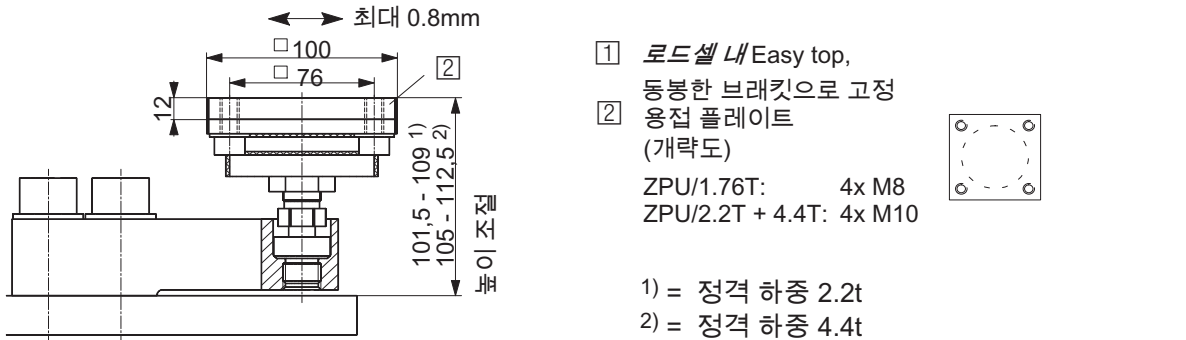 최대 0.8mm
□ 100
□ 76
2
12
101,5 - 109 1)
105 - 112,5 2)
높이 조절
1 로드셀 내 Easy top,
동봉한 브래킷으로 고정
2 용접 플레이트
(개략도)
ZPU/1.76T: 4x M8
ZPU/2.2T + 4.4T: 4x M10
1) = 정격 하중 2.2t
2) = 정격 하중 4.4t